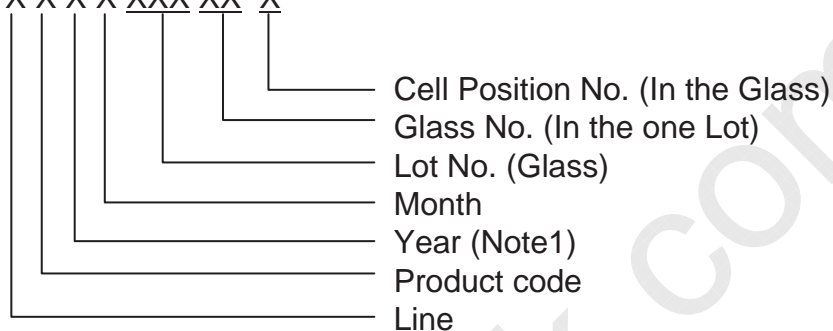 X X X X XXX XX X
Cell Position No. (In the Glass)
Glass No. (In the one Lot)
Lot No. (Glass)
Month
Year (Note1)
Product code
Line